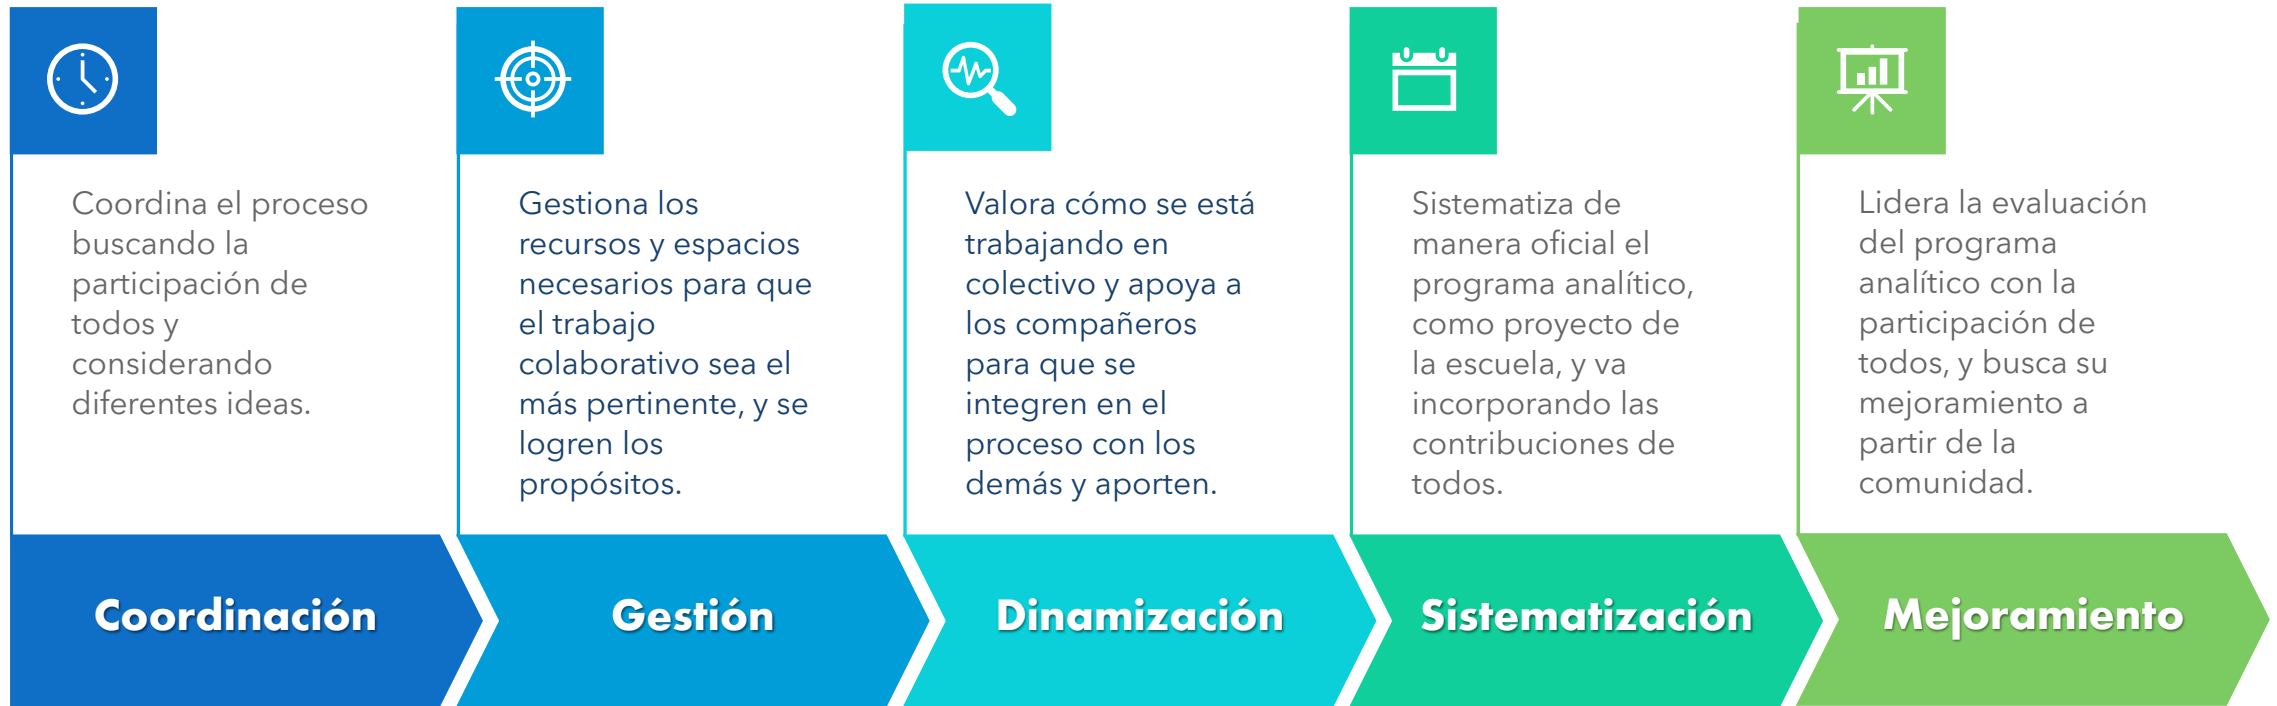 Coordina el proceso
buscando la
participación de
todos y
considerando
diferentes ideas.
Coordinación
Gestiona los
recursos y espacios
necesarios para que
el trabajo
colaborativo sea el
más pertinente, y se
logren los
propósitos.
Gestión
Valora cómo se está
trabajando en
colectivo y apoya a
los compañeros
para que se
integren en el
proceso con los
demás y aporten.
Dinamización
Sistematiza de
manera oficial el
programa analítico,
como proyecto de
la escuela, y va
incorporando las
contribuciones de
todos.
Sistematización
Lidera la evaluación
del programa
analítico con la
participación de
todos, y busca su
mejoramiento a
partir de la
comunidad.
Mejoramiento